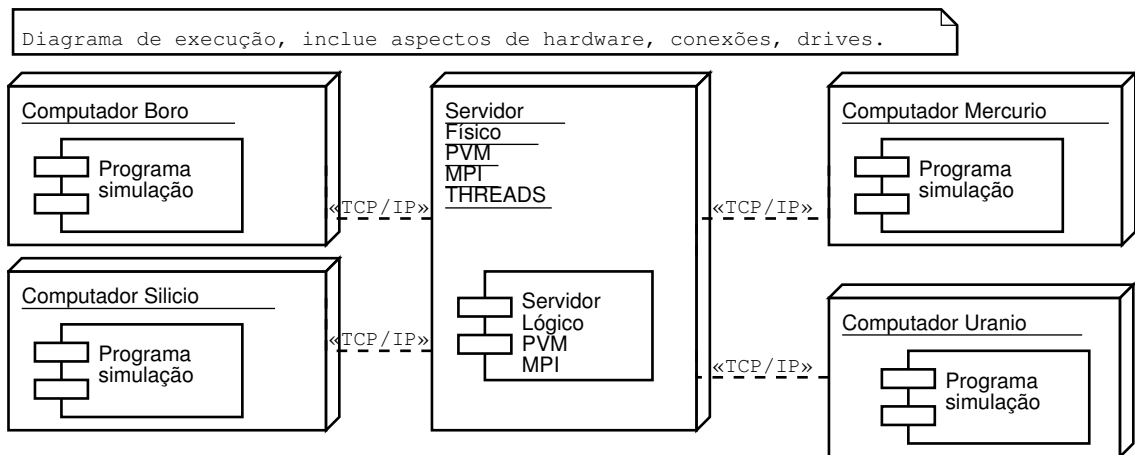 Diagrama de execução, inclue aspectos de hardware, conexões, drives.
Computador Boro
Programa
simulação
«TCP/IP»
Servidor
Físico
PVM
MPI
THREADS
«TCP/IP»
Computador Mercurio
Programa
simulação
Computador Silicio
Programa
simulação
«TCP/IP»
Servidor
Lógico
PVM
MPI
«TCP/IP»
Computador Uranio
Programa
simulação